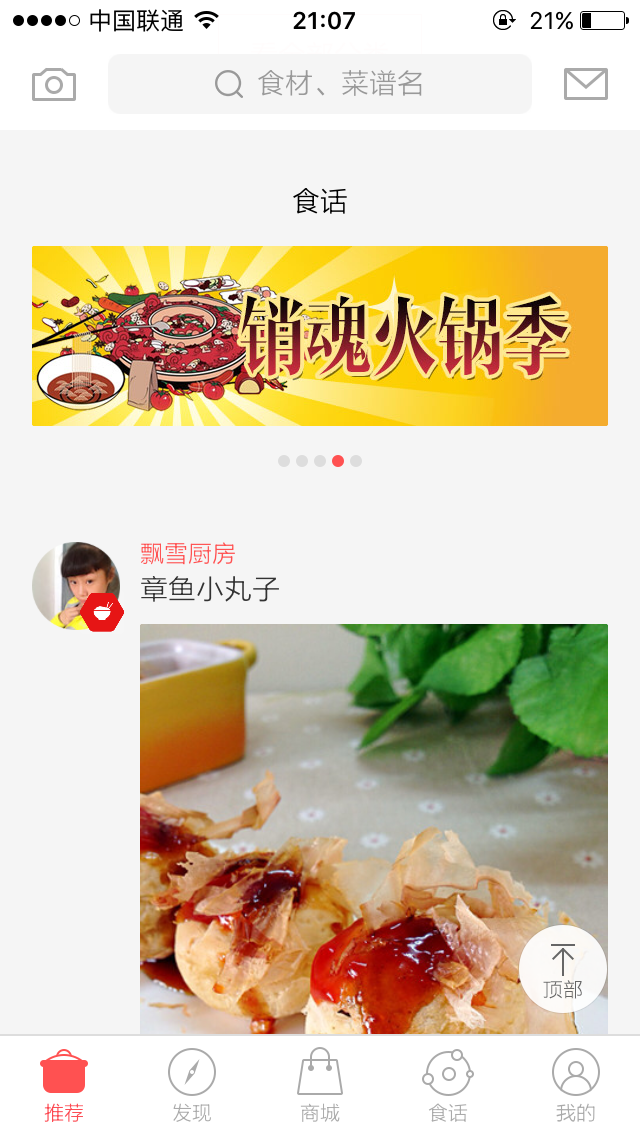 中国联通 21:07 21%
食材、菜谱名
食话
销魂火锅季
飘雪厨房
章鱼小丸子
顶部
推荐 发现 商城 食话 我的